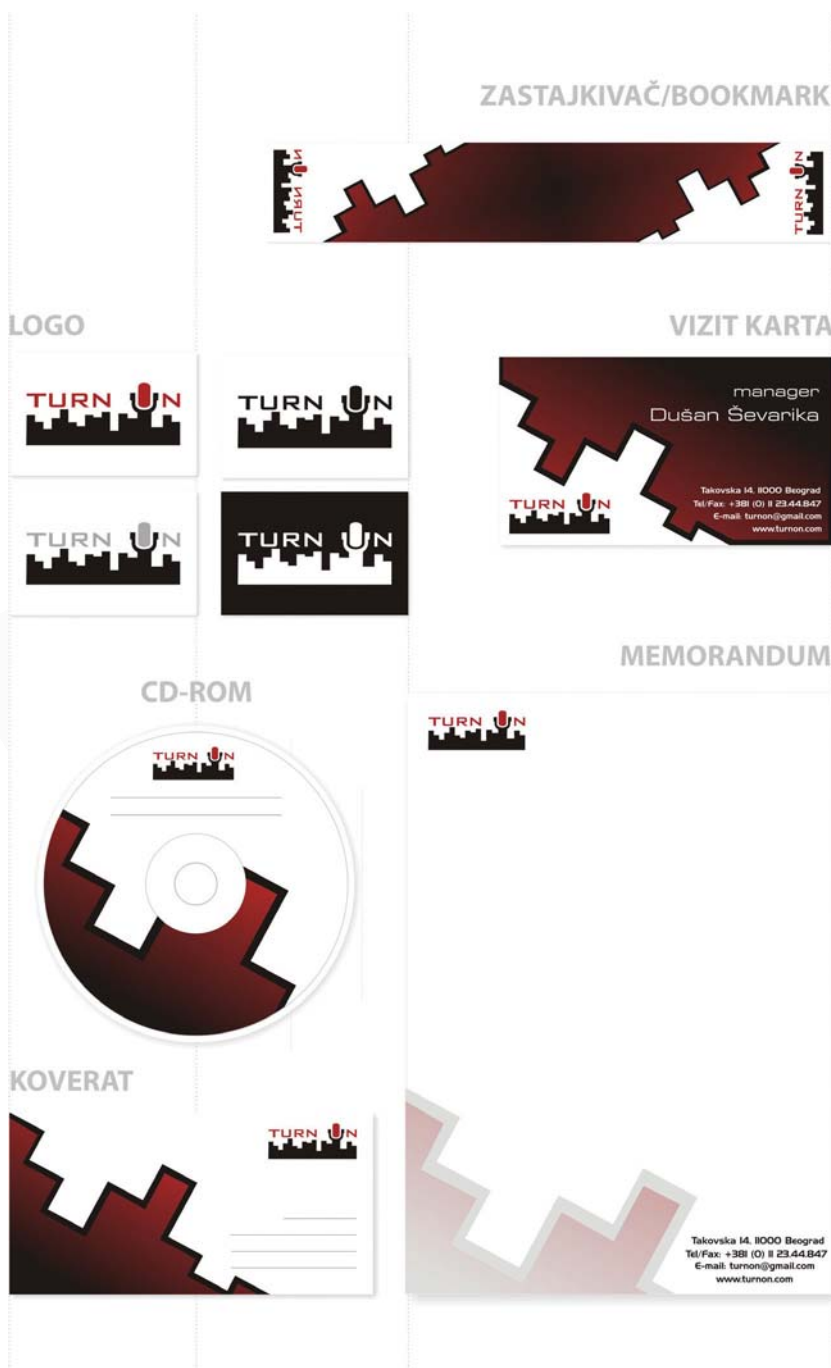 ZASTAJKIVAČ/BOOKMARK
TURN ON
TURN ON
LOGO
TURN ON
TURN ON
TURN ON
TURN ON
VIZIT KARTA
manager
Dušan Ševarika
TURN ON
Takovska 14, 11000 Beograd
Tel/Fax: +381 (0) 11 23.44.847
E-mail: turnon@gmail.com
www.turnon.com
CD-ROM
TURN ON
MEMORANDUM
TURN ON
KOVERAT
TURN ON
Takovska 14, 11000 Beograd
Tel/Fax: +381 (0) 11 23.44.847
E-mail: turnon@gmail.com
www.turnon.com